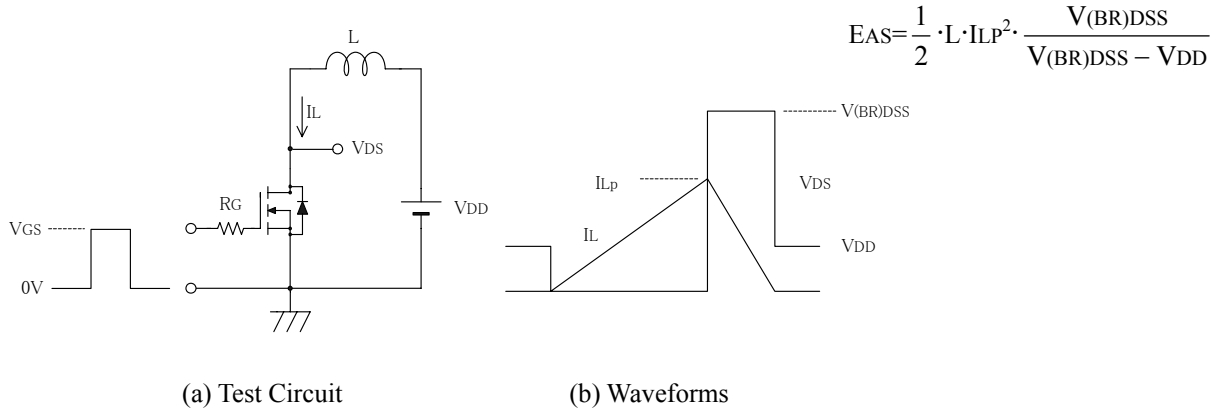 EAS=1/2 ·L·ILP²· V(BR)DSS / V(BR)DSS – VDD
L
IL
VDS
RG
VDD
VGS
0V
V(BR)DSS
ILp
VDS
IL
VDD
(a) Test Circuit
(b) Waveforms